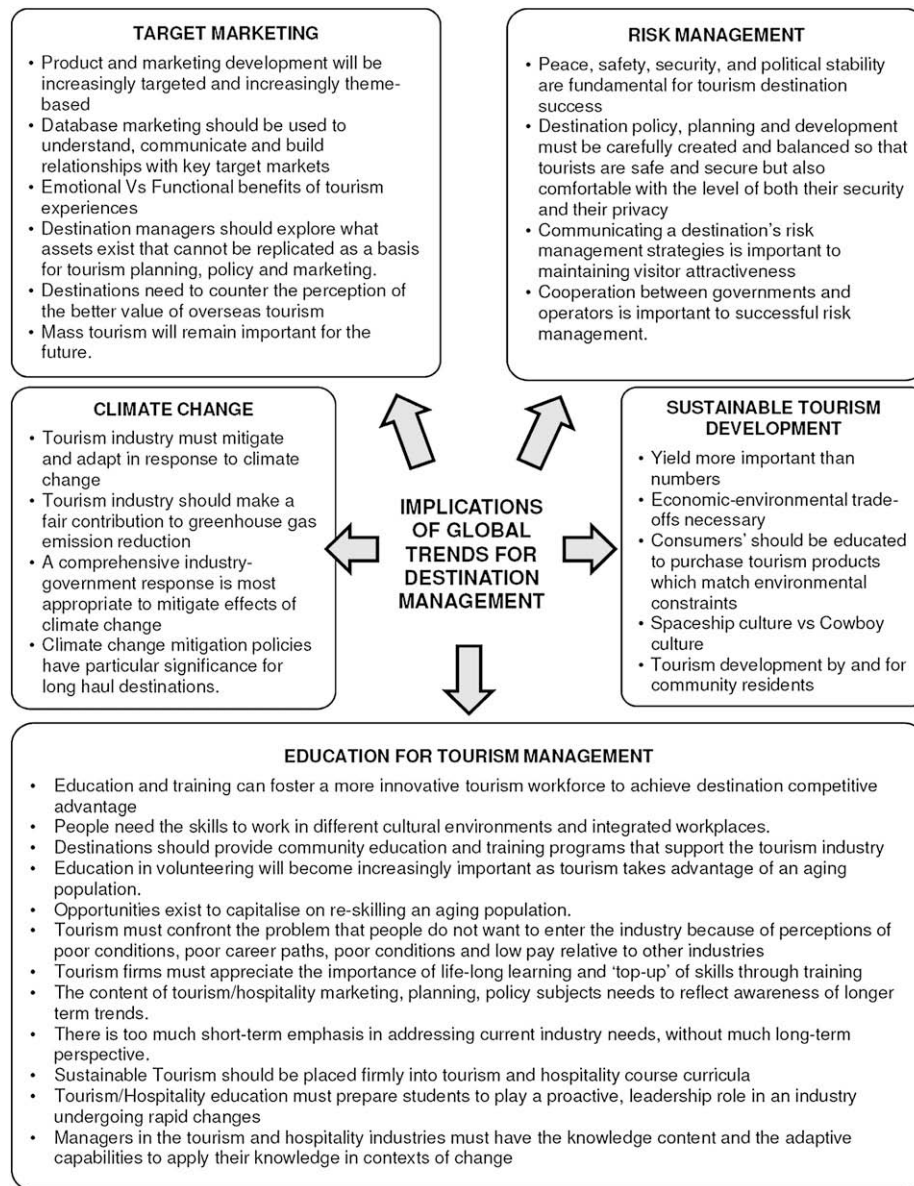 TARGET MARKETING
• Product and marketing development will be
increasingly targeted and increasingly theme-
based
• Database marketing should be used to
understand, communicate and build
relationships with key target markets
• Emotional Vs Functional benefits of tourism
experiences
• Destination managers should explore what
assets exist that cannot be replicated as a basis
for tourism planning, policy and marketing.
• Destinations need to counter the perception of
the better value of overseas tourism
• Mass tourism will remain important for the
future.
RISK MANAGEMENT
• Peace, safety, security, and political stability
are fundamental for tourism destination
success
• Destination policy, planning and development
must be carefully created and balanced so that
tourists are safe and secure but also
comfortable with the level of both their security
and their privacy
• Communicating a destination's risk
management strategies is important to
maintaining visitor attractiveness
• Cooperation between governments and
operators is important to successful risk
management.
CLIMATE CHANGE
• Tourism industry must mitigate
and adapt in response to climate
change
• Tourism industry should make a
fair contribution to greenhouse gas
emission reduction
• A comprehensive industry-
government response is most
appropriate to mitigate effects of
climate change
• Climate change mitigation policies
have particular significance for
long haul destinations.
IMPLICATIONS
OF GLOBAL
TRENDS FOR
DESTINATION
MANAGEMENT
SUSTAINABLE TOURISM
DEVELOPMENT
• Yield more important than
numbers
• Economic-environmental trade-
offs necessary
• Consumers' should be educated
to purchase tourism products
which match environmental
constraints
• Spaceship culture vs Cowboy
culture
• Tourism development by and for
community residents
EDUCATION FOR TOURISM MANAGEMENT
• Education and training can foster a more innovative tourism workforce to achieve destination competitive
advantage
• People need the skills to work in different cultural environments and integrated workplaces.
• Destinations should provide community education and training programs that support the tourism industry
• Education in volunteering will become increasingly important as tourism takes advantage of an aging
population.
• Opportunities exist to capitalise on re-skilling an aging population.
• Tourism must confront the problem that people do not want to enter the industry because of perceptions of
poor conditions, poor career paths, poor conditions and low pay relative to other industries
• Tourism firms must appreciate the importance of life-long learning and 'top-up' of skills through training
• The content of tourism/hospitality marketing, planning, policy subjects needs to reflect awareness of longer
term trends.
• There is too much short-term emphasis in addressing current industry needs, without much long-term
perspective.
• Sustainable Tourism should be placed firmly into tourism and hospitality course curricula
• Tourism/Hospitality education must prepare students to play a proactive, leadership role in an industry
undergoing rapid changes
• Managers in the tourism and hospitality industries must have the knowledge content and the adaptive
capabilities to apply their knowledge in contexts of change